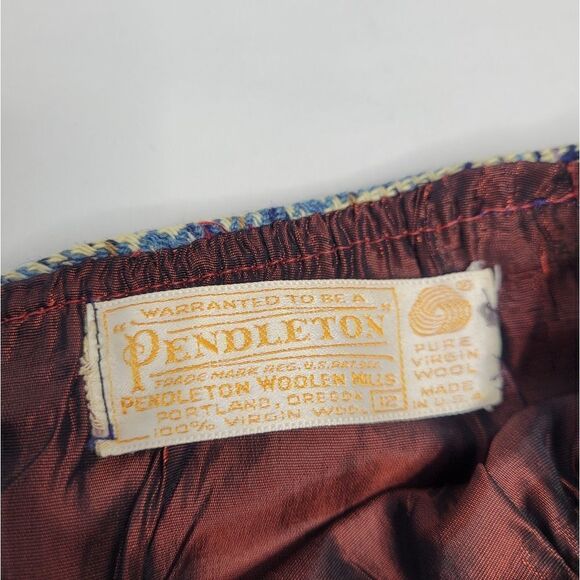 "WARRANTED TO BE A
PENDLETON"
TRADE MARK REG. U.S. PAT. OFF.
PENDLETON WOOLEN MILLS
PORTLAND, OREGON 12
100% VIRGIN WOOL
®
PURE
VIRGIN
WOOL
MADE
IN U.S.A.